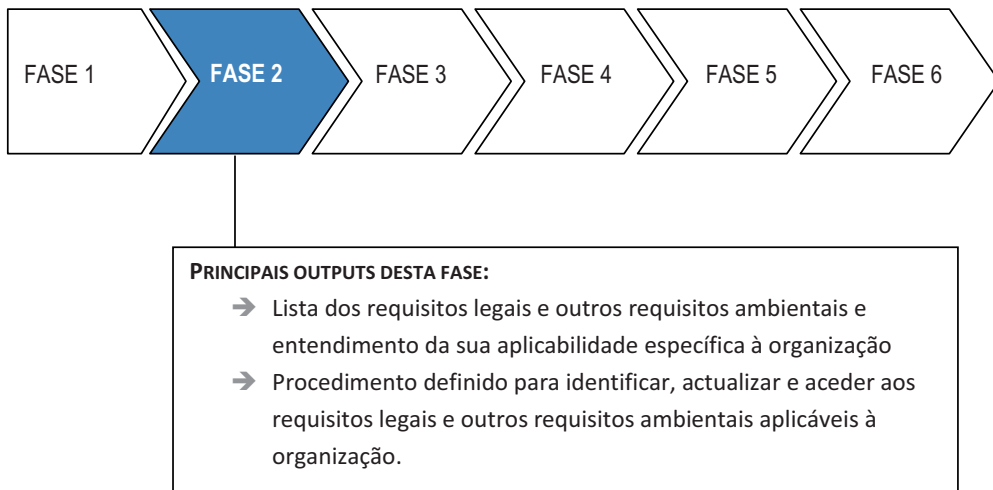 FASE 1 FASE 2 FASE 3 FASE 4 FASE 5 FASE 6
PRINCIPAIS OUTPUTS DESTA FASE:
➔ Lista dos requisitos legais e outros requisitos ambientais e
entendimento da sua aplicabilidade específica à organização
➔ Procedimento definido para identificar, actualizar e aceder aos
requisitos legais e outros requisitos ambientais aplicáveis à
organização.